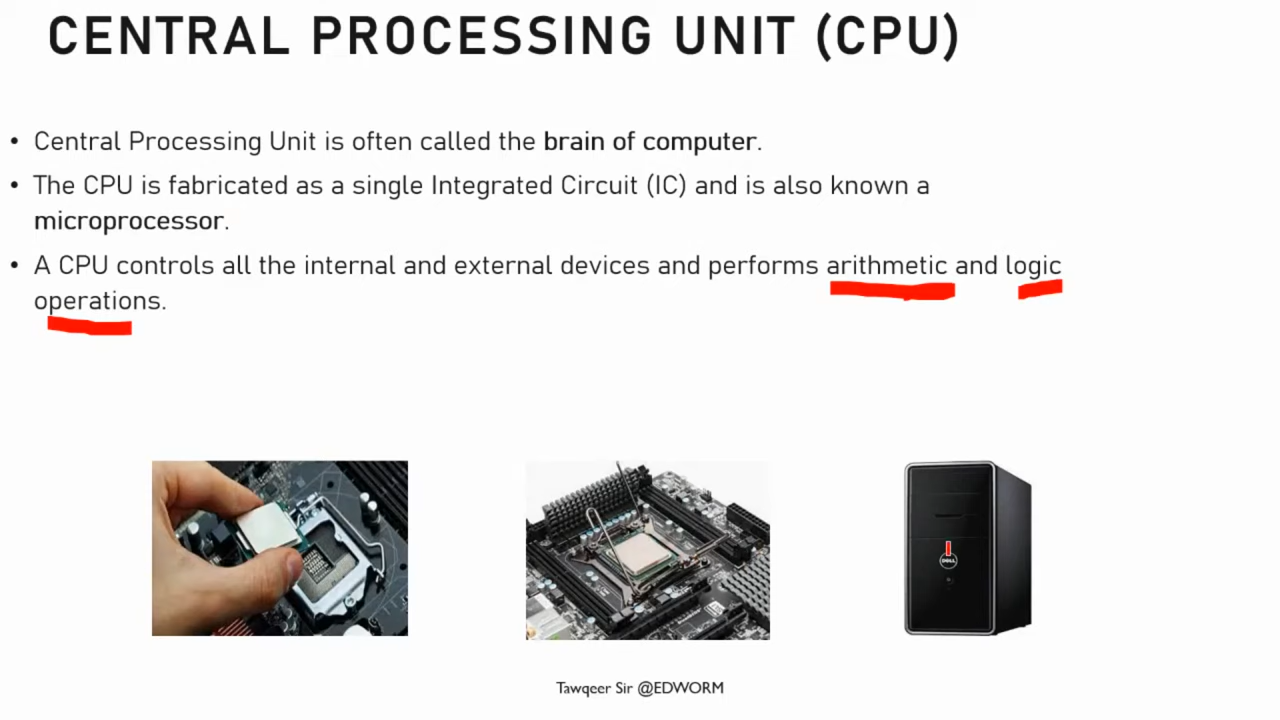 CENTRAL PROCESSING UNIT (CPU)
• Central Processing Unit is often called the brain of computer.
• The CPU is fabricated as a single Integrated Circuit (IC) and is also known a
microprocessor.
• A CPU controls all the internal and external devices and performs arithmetic and logic
operations.
DELL
Tawqeer Sir @EDWORM